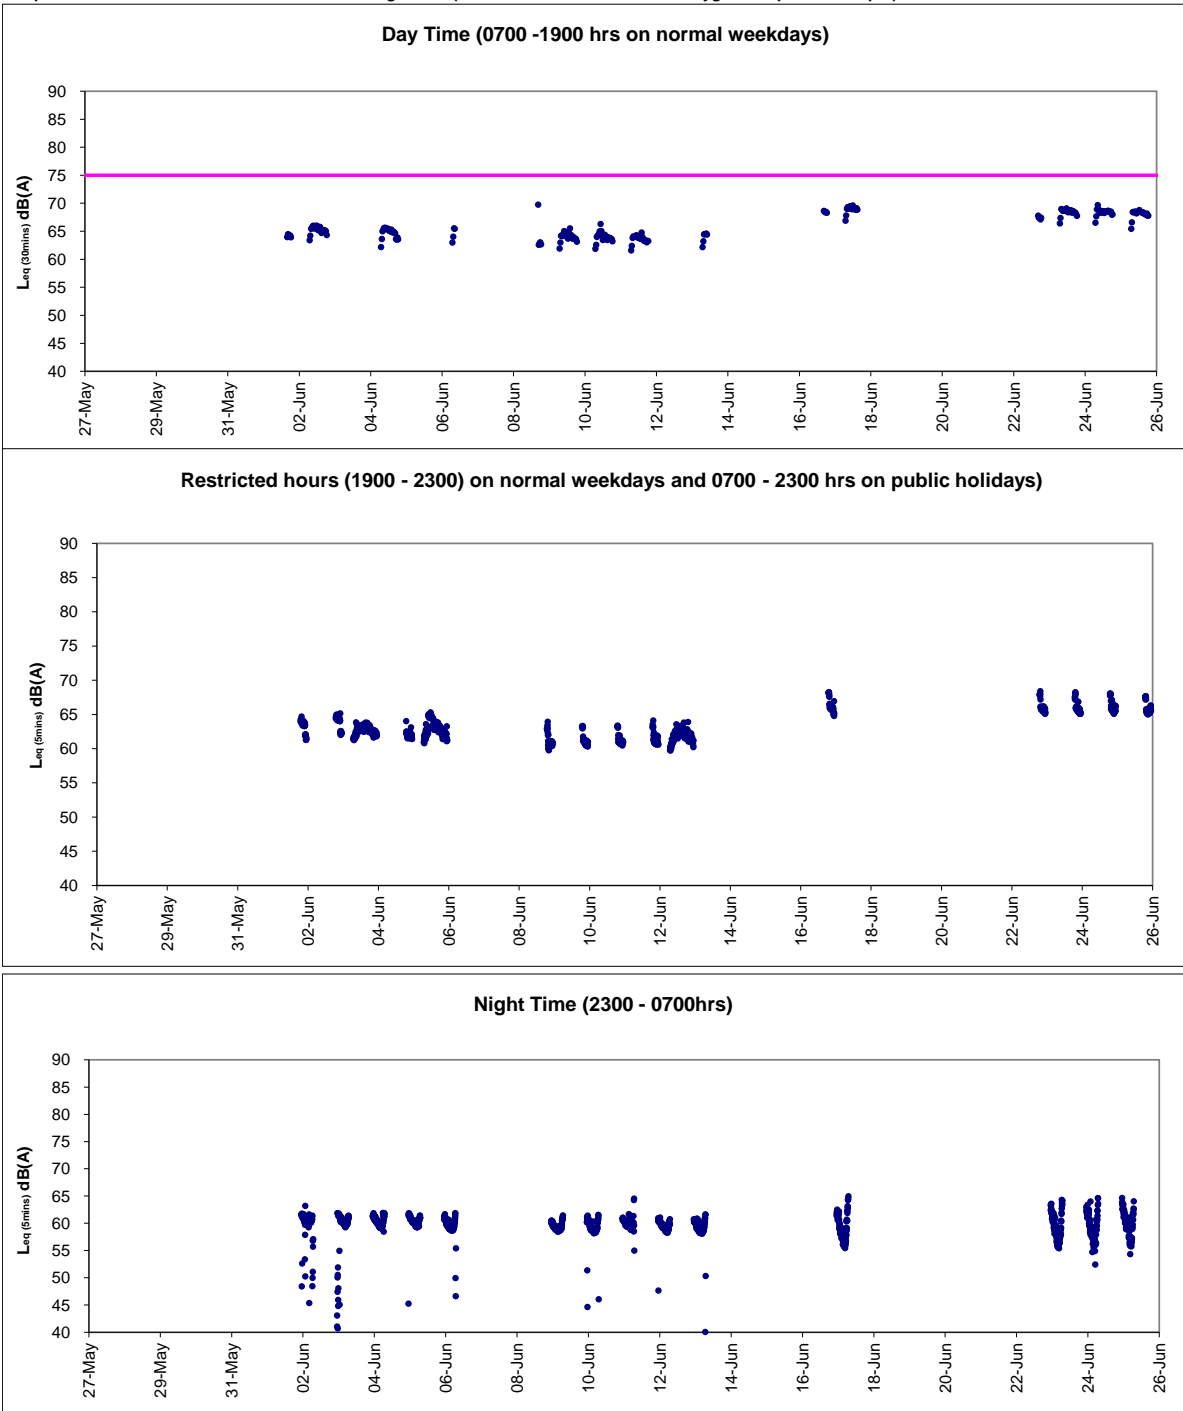 Day Time (0700 -1900 hrs on normal weekdays)
90
85
80
75
70
65
60
55
50
45
40
Leq (30mins) dB(A)
27-May
29-May
31-May
02-Jun
04-Jun
06-Jun
08-Jun
10-Jun
12-Jun
14-Jun
16-Jun
18-Jun
20-Jun
22-Jun
24-Jun
26-Jun
Restricted hours (1900 - 2300) on normal weekdays and 0700 - 2300 hrs on public holidays)
90
85
80
75
70
65
60
55
50
45
40
Leq (5mins) dB(A)
27-May
29-May
31-May
02-Jun
04-Jun
06-Jun
08-Jun
10-Jun
12-Jun
14-Jun
16-Jun
18-Jun
20-Jun
22-Jun
24-Jun
26-Jun
Night Time (2300 - 0700hrs)
90
85
80
75
70
65
60
55
50
45
40
Leq (5mins) dB(A)
27-May
29-May
31-May
02-Jun
04-Jun
06-Jun
08-Jun
10-Jun
12-Jun
14-Jun
16-Jun
18-Jun
20-Jun
22-Jun
24-Jun
26-Jun